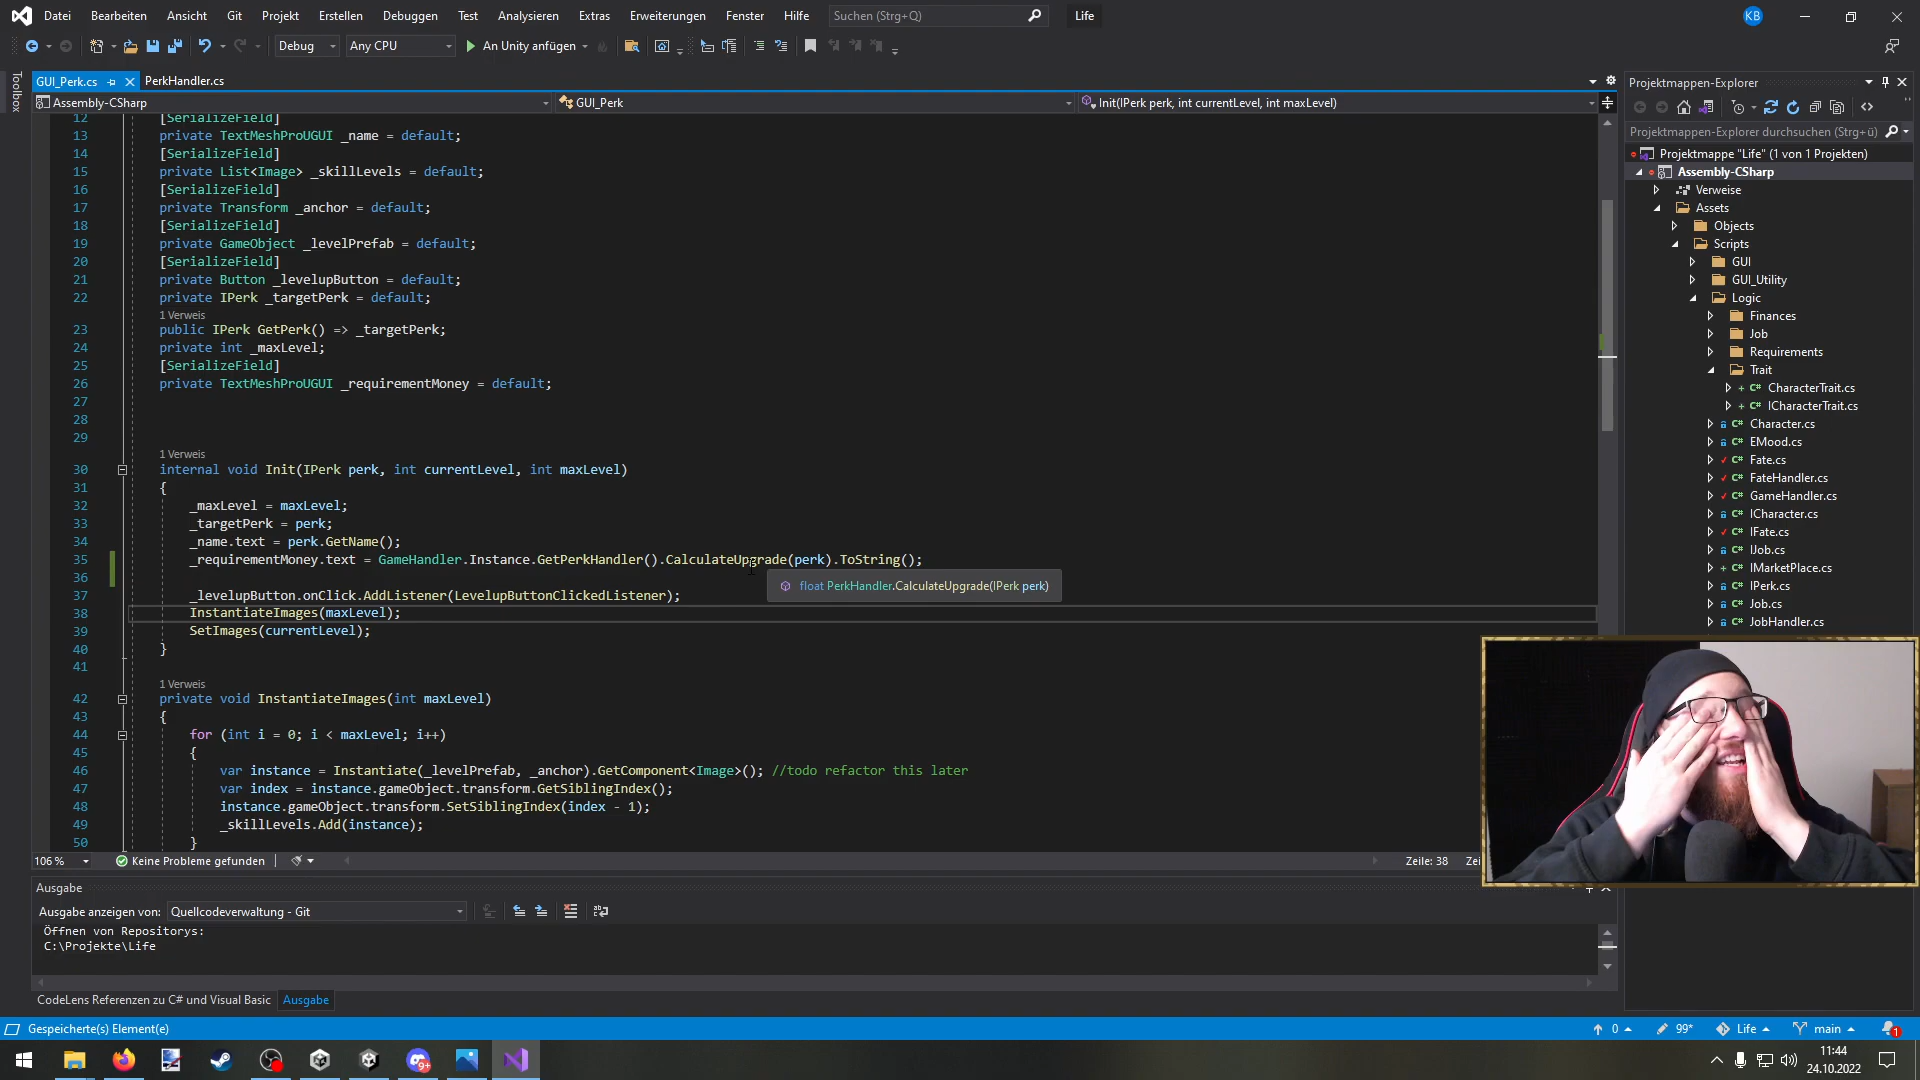 Datei Bearbeiten Ansicht Git Projekt Erstellen Debuggen Test Analysieren Extras Erweiterungen Fenster Hilfe Suchen (Strg+Q) Life KB
Debug Any CPU An Unity anfügen
Toolbox
GUI_Perk.cs PerkHandler.cs
Assembly-CSharp GUI_Perk Init(IPerk perk, int currentLevel, int maxLevel)
12 [SerializeField]
13 private TextMeshProUGUI _name = default;
14 [SerializeField]
15 private List<Image> _skillLevels = default;
16 [SerializeField]
17 private Transform _anchor = default;
18 [SerializeField]
19 private GameObject _levelPrefab = default;
20 [SerializeField]
21 private Button _levelupButton = default;
22 private IPerk _targetPerk = default;
1 Verweis
23 public IPerk GetPerk() => _targetPerk;
24 private int _maxLevel;
25 [SerializeField]
26 private TextMeshProUGUI _requirementMoney = default;
27
28
29
1 Verweis
30 internal void Init(IPerk perk, int currentLevel, int maxLevel)
31 {
32 _maxLevel = maxLevel;
33 _targetPerk = perk;
34 _name.text = perk.GetName();
35 _requirementMoney.text = GameHandler.Instance.GetPerkHandler().CalculateUpgrade(perk).ToString();
36
float PerkHandler.CalculateUpgrade(IPerk perk)
37 _levelupButton.onClick.AddListener(LevelupButtonClickedListener);
38 InstantiateImages(maxLevel);
39 SetImages(currentLevel);
40 }
41
1 Verweis
42 private void InstantiateImages(int maxLevel)
43 {
44 for (int i = 0; i < maxLevel; i++)
45 {
46 var instance = Instantiate(_levelPrefab, _anchor).GetComponent<Image>(); //todo refactor this later
47 var index = instance.gameObject.transform.GetSiblingIndex();
48 instance.gameObject.transform.SetSiblingIndex(index - 1);
49 _skillLevels.Add(instance);
50 }
106 % Keine Probleme gefunden Zeile: 38
Ausgabe
Ausgabe anzeigen von: Quellcodeverwaltung - Git
Öffnen von Repositorys:
C:\Projekte\Life
CodeLens Referenzen zu C# und Visual Basic Ausgabe
Projektmappen-Explorer
Projektmappen-Explorer durchsuchen (Strg+ü)
Projektmappe "Life" (1 von 1 Projekten)
Assembly-CSharp
Verweise
Assets
Objects
Scripts
GUI
GUI_Utility
Logic
Finances
Job
Requirements
Trait
C# CharacterTrait.cs
C# ICharacterTrait.cs
C# Character.cs
C# EMood.cs
C# Fate.cs
C# FateHandler.cs
C# GameHandler.cs
C# ICharacter.cs
C# IFate.cs
C# IJob.cs
C# IMarketPlace.cs
C# IPerk.cs
C# Job.cs
C# JobHandler.cs
Gespeicherte(s) Element(e) 0 99* Life main 1
9+ 11:44
24.10.2022